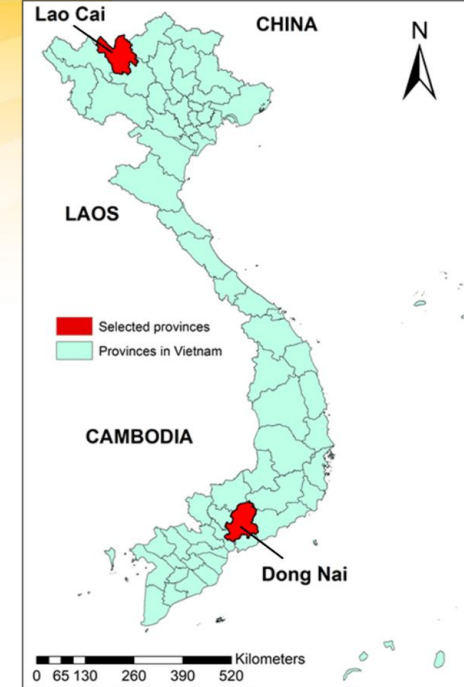 Lao Cai
CHINA
N
LAOS
Selected provinces
Provinces in Vietnam
CAMBODIA
Dong Nai
Kilometers
0 65 130 260 390 520